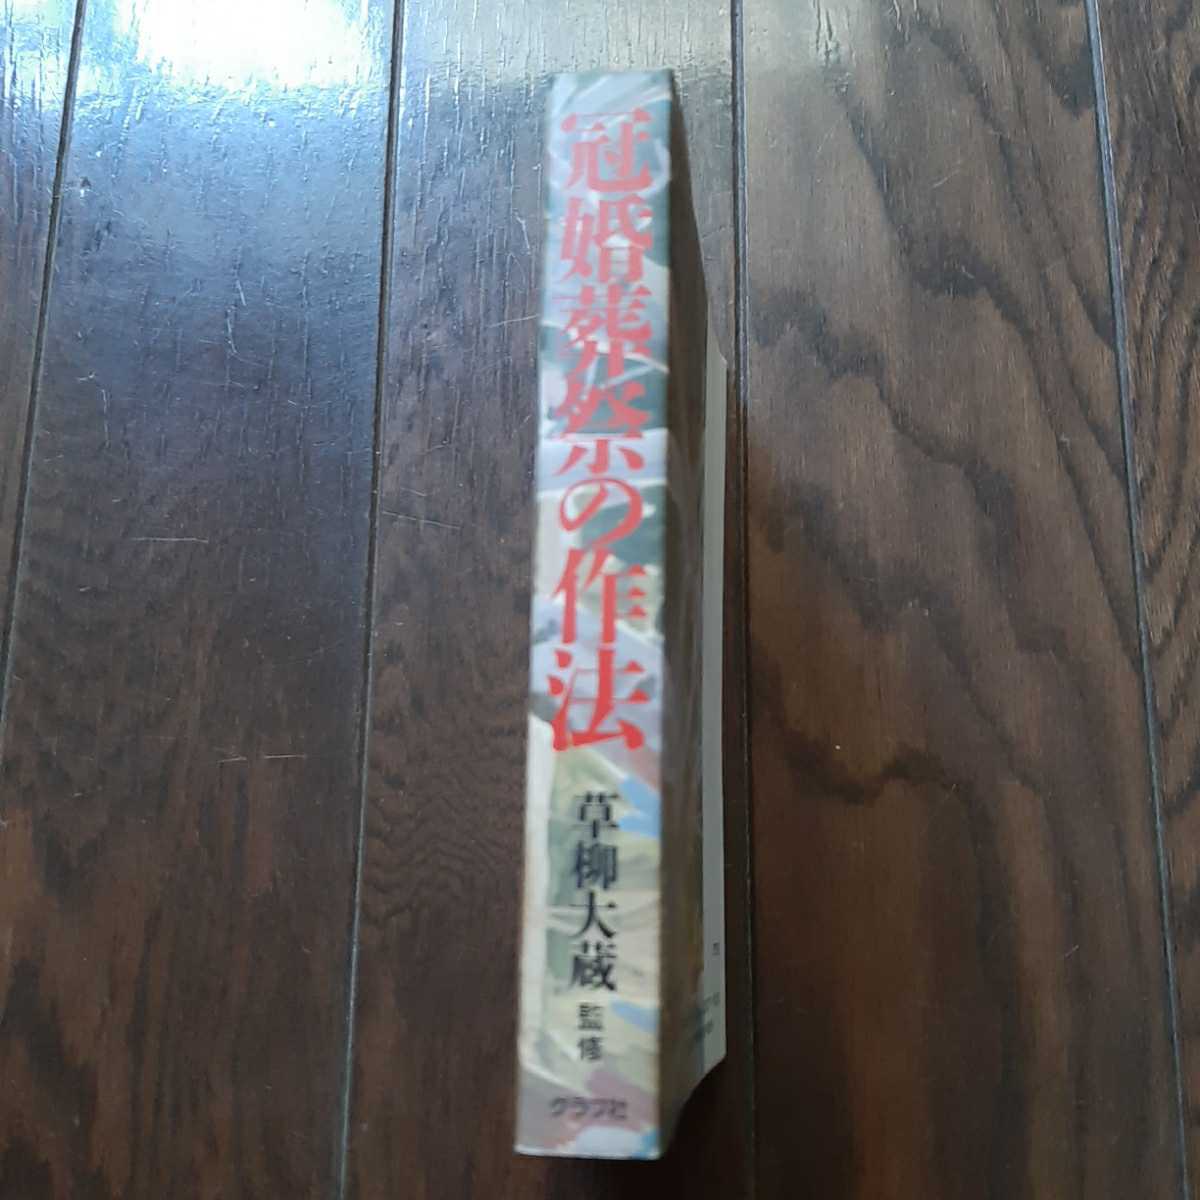 冠婚葬祭の作法
草柳大蔵
監修
グラフ社